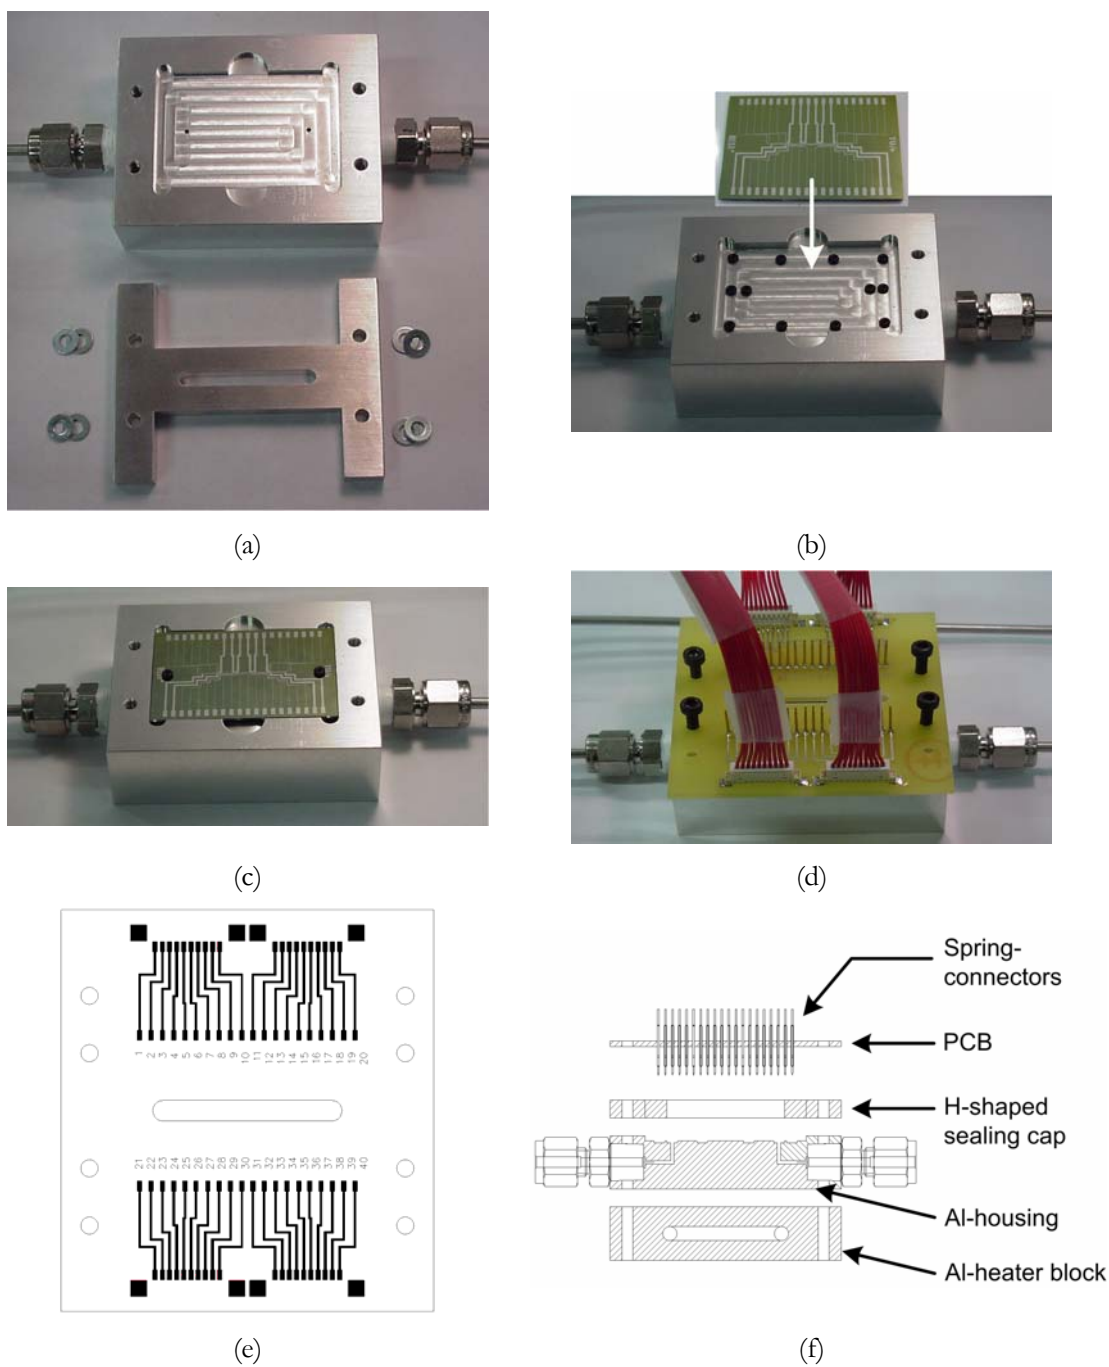 (a)
(b)
(c)
(d)
1 2 3 4 5 6 7 8 9 10 11 12 13 14 15 16 17 18 19 20
21 22 23 24 25 26 27 28 29 30 31 32 33 34 35 36 37 38 39 40
(e)
Spring-
connectors
PCB
H-shaped
sealing cap
Al-housing
Al-heater block
(f)